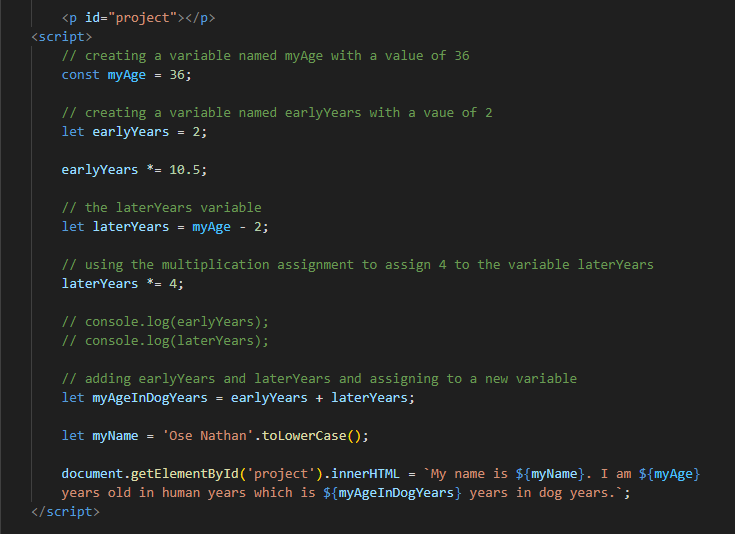 <p id="project"></p>
<script>
// creating a variable named myAge with a value of 36
const myAge = 36;
// creating a variable named earlyYears with a vaue of 2
let earlyYears = 2;
earlyYears *= 10.5;
// the laterYears variable
let laterYears = myAge - 2;
// using the multiplication assignment to assign 4 to the variable laterYears
laterYears *= 4;
// console.log(earlyYears);
// console.log(laterYears);
// adding earlyYears and laterYears and assigning to a new variable
let myAgeInDogYears = earlyYears + laterYears;
let myName = 'Ose Nathan'.toLowerCase();
document.getElementById('project').innerHTML = `My name is ${myName}. I am ${myAge}
years old in human years which is ${myAgeInDogYears} years in dog years.`;
</script>